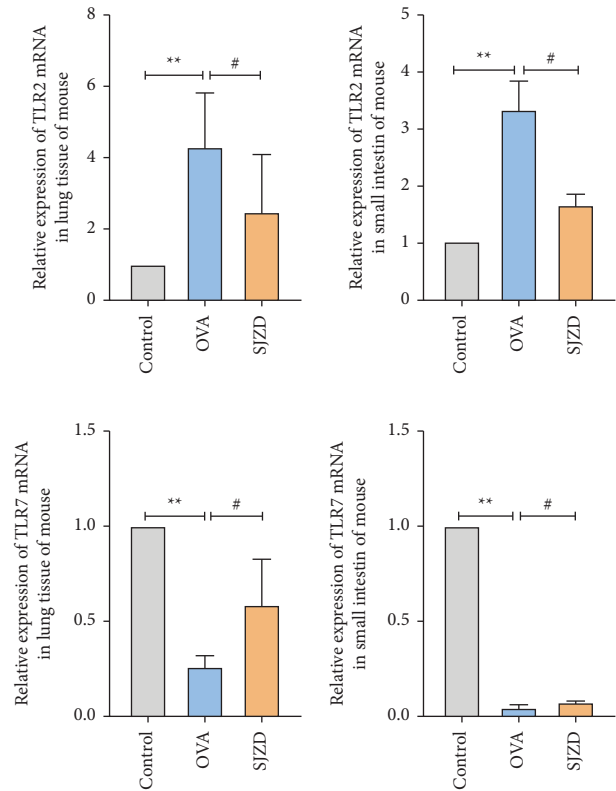 Relative expression of TLR2 mRNA
in lung tissue of mouse
8
6
4
2
0
**
#
Control
OVA
SJZD
Relative expression of TLR2 mRNA
in small intestin of mouse
5
4
3
2
1
0
**
#
Control
OVA
SJZD
Relative expression of TLR7 mRNA
in lung tissue of mouse
1.5
1.0
0.5
0.0
**
#
Control
OVA
SJZD
Relative expression of TLR7 mRNA
in small intestin of mouse
1.5
1.0
0.5
0.0
**
#
Control
OVA
SJZD